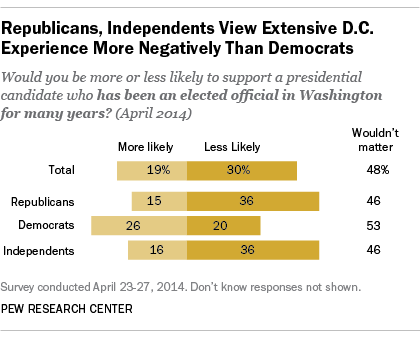 Republicans, Independents View Extensive D.C.
Experience More Negatively Than Democrats
Would you be more or less likely to support a presidential
candidate who has been an elected official in Washington
for many years? (April 2014)
More likely Less Likely Wouldn't
matter
Total 19% 30% 48%
Republicans 15 36 46
Democrats 26 20 53
Independents 16 36 46
Survey conducted April 23-27, 2014. Don't know responses not shown.
PEW RESEARCH CENTER